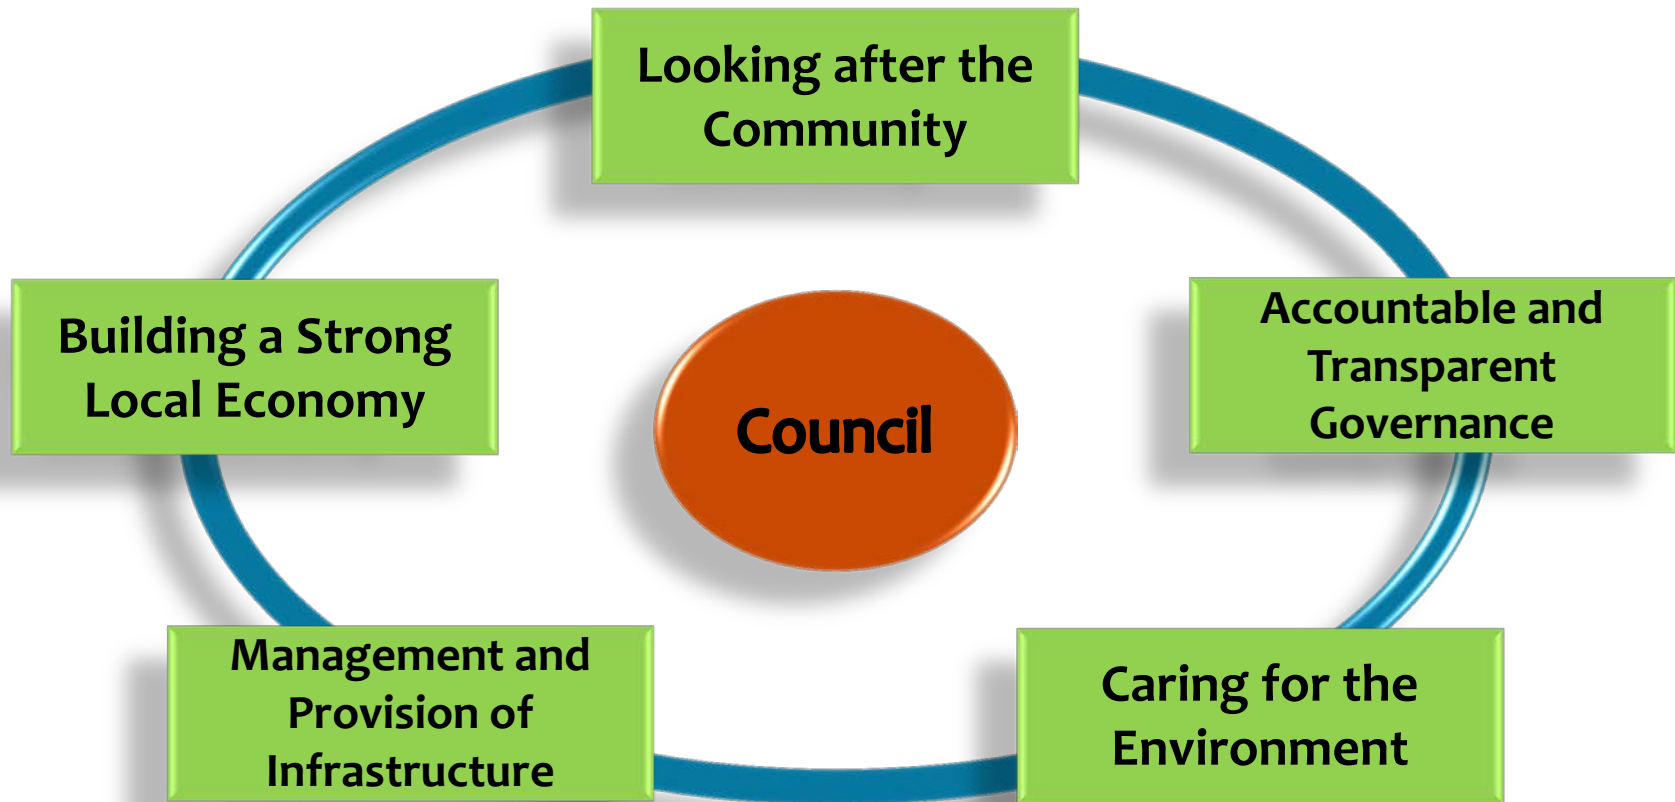 Looking after the
Community
Building a Strong
Local Economy
Accountable and
Transparent
Governance
Council
Management and
Provision of
Infrastructure
Caring for the
Environment